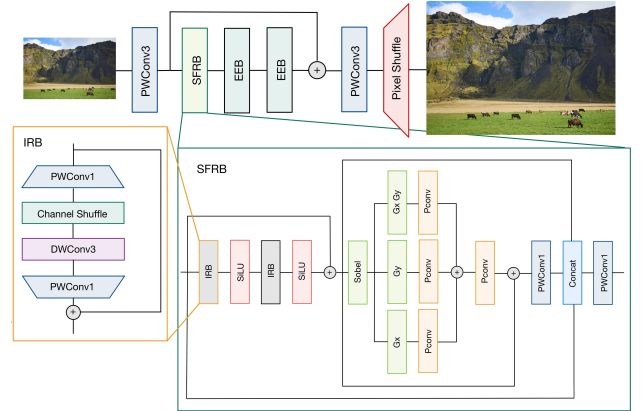 PWConv3
SFRB
EEB
EEB
+
PWConv3
Pixel Shuffle
IRB
PWConv1
Channel Shuffle
DWConv3
PWConv1
+
SFRB
IRB
SiLU
IRB
SiLU
+
Sobel
Gx Gy
Pconv
Gy
Pconv
Gx
Pconv
+
Pconv
+
PWConv1
Concat
PWConv1